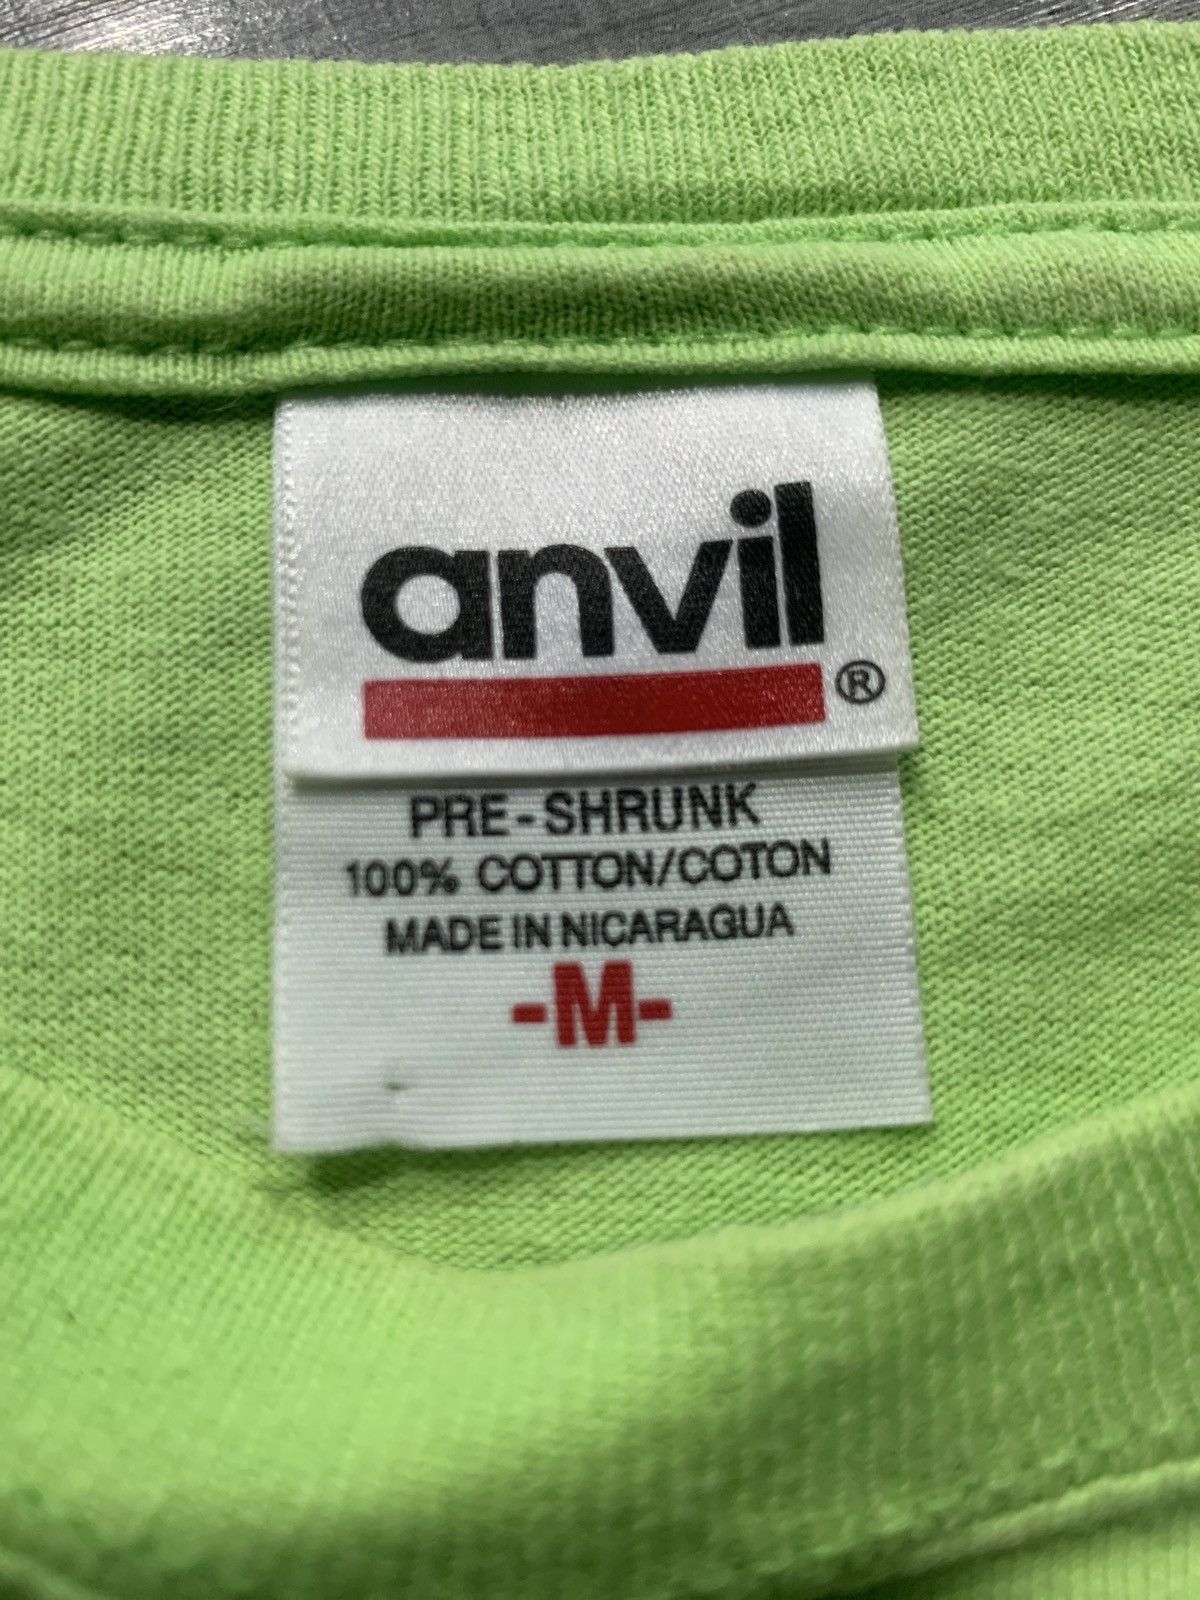 anvil
®
PRE-SHRUNK
100% COTTON/COTON
MADE IN NICARAGUA
-M-